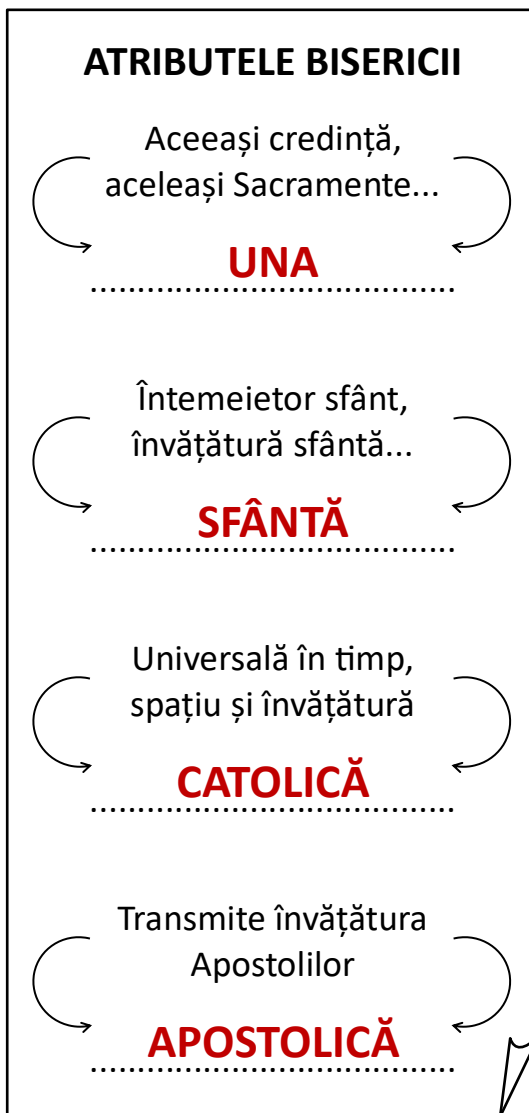 ATRIBUTELE BISERICII
Aceeași credință,
aceleași Sacramente...
UNA
Întemeietor sfânt,
învățătură sfântă...
SFÂNTĂ
Universală în timp,
spațiu și învățătură
CATOLICĂ
Transmite învățătura
Apostolilor
APOSTOLICĂ